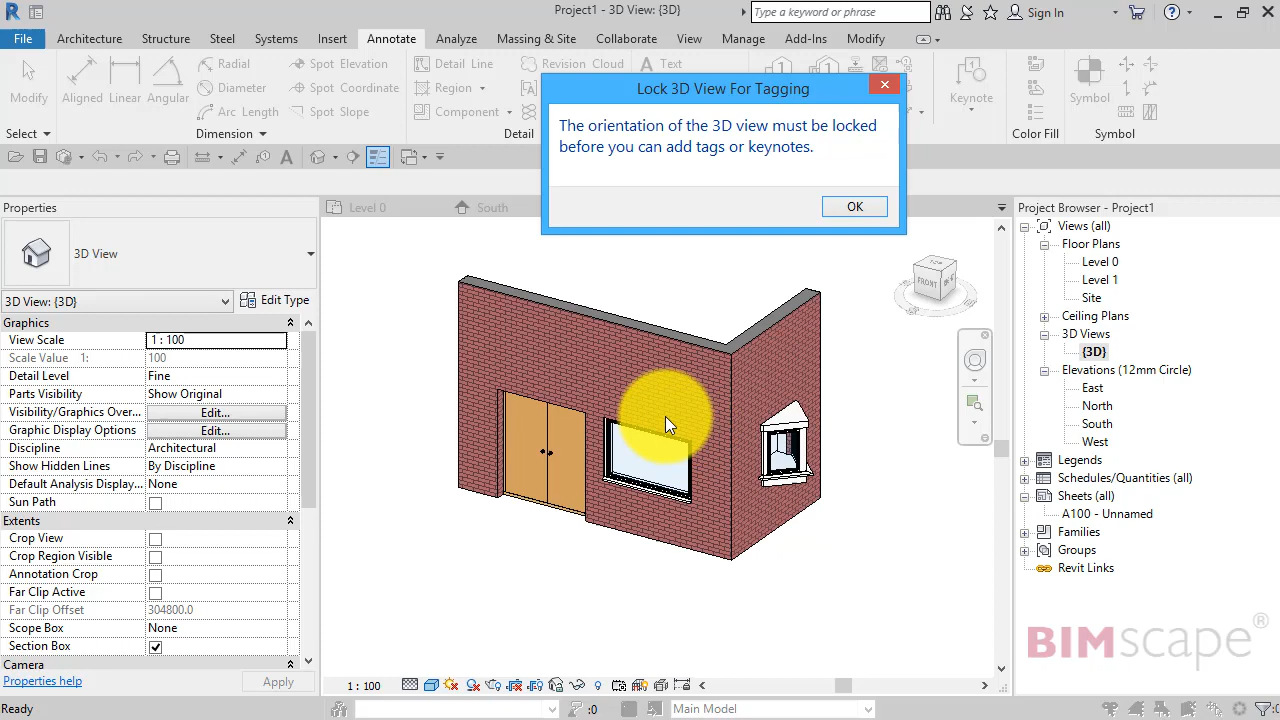 Project1 - 3D View: {3D}
Type a keyword or phrase
Sign In
File
Architecture
Structure
Steel
Systems
Insert
Annotate
Analyze
Massing & Site
Collaborate
View
Manage
Add-Ins
Modify
Modify
Aligned
Linear
Angular
Radial
Diameter
Arc Length
Spot Elevation
Spot Coordinate
Detail Line
Region
Component
Revision Cloud
Text
Keynote
Symbol
Select
Dimension
Detail
Color Fill
Symbol
Lock 3D View For Tagging
The orientation of the 3D view must be locked
before you can add tags or keynotes.
OK
Properties
Level 0
South
3D View
3D View: {3D}
Edit Type
Graphics
View Scale
1 : 100
Scale Value 1:
100
Detail Level
Fine
Parts Visibility
Show Original
Visibility/Graphics Over...
Edit...
Graphic Display Options
Edit...
Discipline
Architectural
Show Hidden Lines
By Discipline
Default Analysis Display...
None
Sun Path
Extents
Crop View
Crop Region Visible
Annotation Crop
Far Clip Active
Far Clip Offset
304800.0
Scope Box
None
Section Box
Camera
Properties help
Apply
TOP
FRONT
Project Browser - Project1
Views (all)
Floor Plans
Level 0
Level 1
Site
Ceiling Plans
3D Views
{3D}
Elevations (12mm Circle)
East
North
South
West
Legends
Schedules/Quantities (all)
Sheets (all)
A100 - Unnamed
Families
Groups
Revit Links
BIMscape®
1 : 100
Ready
:0
Main Model
:0